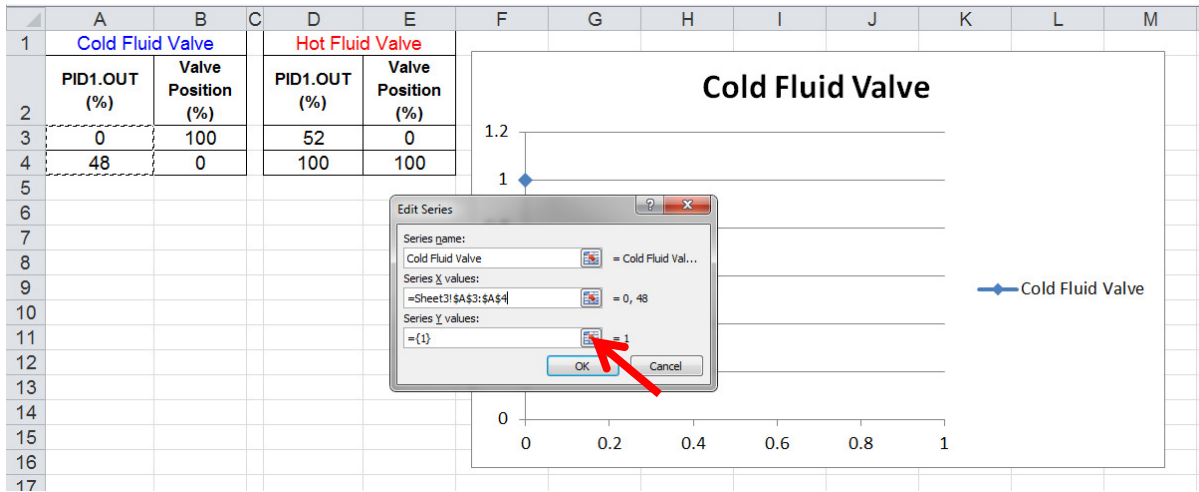 A B C D E F G H I J K L M
1 Cold Fluid Valve Hot Fluid Valve
2 PID1.OUT (%) Valve Position (%) PID1.OUT (%) Valve Position (%)
3 0 100 52 0
4 48 0 100 100
5
6
7
8
9
10
11
12
13
14
15
16
17
Cold Fluid Valve
1.2
1
0
0 0.2 0.4 0.6 0.8 1
Cold Fluid Valve
Edit Series
Series name:
Cold Fluid Valve = Cold Fluid Val...
Series X values:
=Sheet3!$A$3:$A$4 = 0, 48
Series Y values:
={1} = 1
OK Cancel